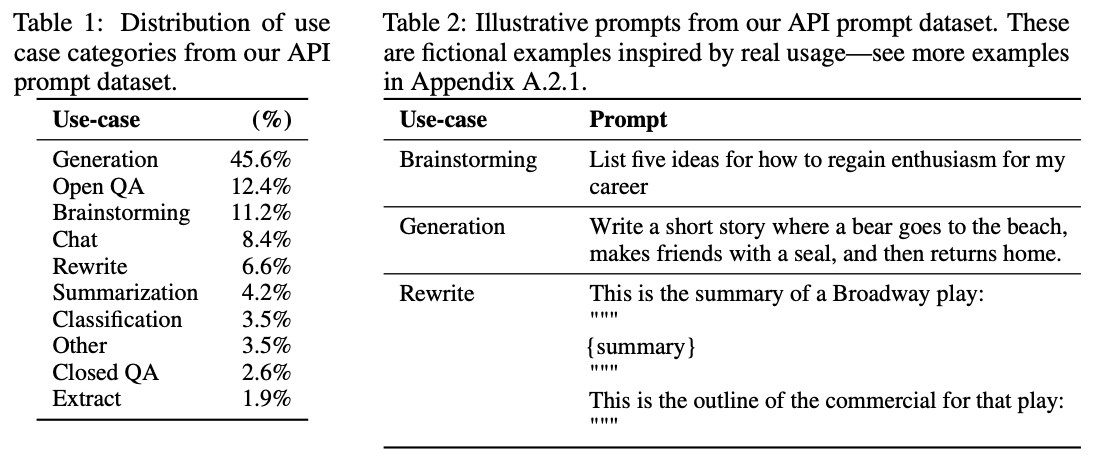 Table 1: Distribution of use
case categories from our API
prompt dataset.
Use-case (%)
Generation 45.6%
Open QA 12.4%
Brainstorming 11.2%
Chat 8.4%
Rewrite 6.6%
Summarization 4.2%
Classification 3.5%
Other 3.5%
Closed QA 2.6%
Extract 1.9%
Table 2: Illustrative prompts from our API prompt dataset. These
are fictional examples inspired by real usage—see more examples
in Appendix A.2.1.
Use-case Prompt
Brainstorming List five ideas for how to regain enthusiasm for my
career
Generation Write a short story where a bear goes to the beach,
makes friends with a seal, and then returns home.
Rewrite This is the summary of a Broadway play:
"""
{summary}
"""
This is the outline of the commercial for that play:
"""